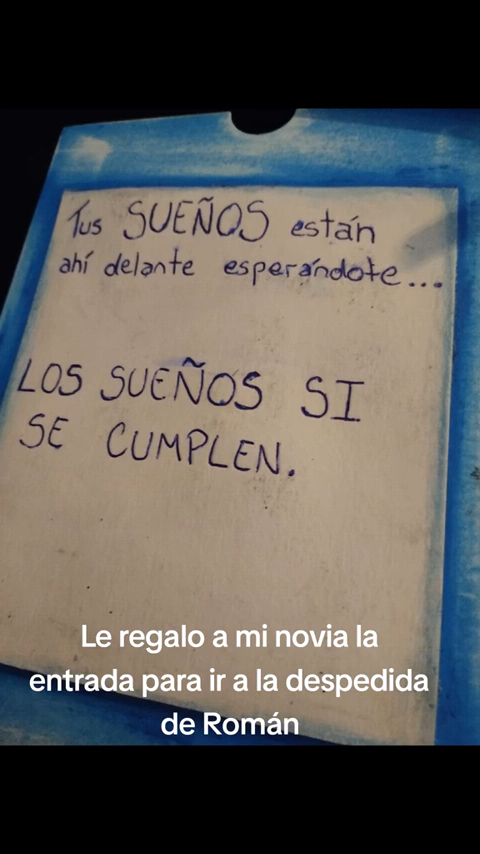 Tus SUEÑOS están
ahí delante esperándote...
LOS SUEÑOS SI
SE CUMPLEN.
Le regalo a mi novia la
entrada para ir a la despedida
de Román